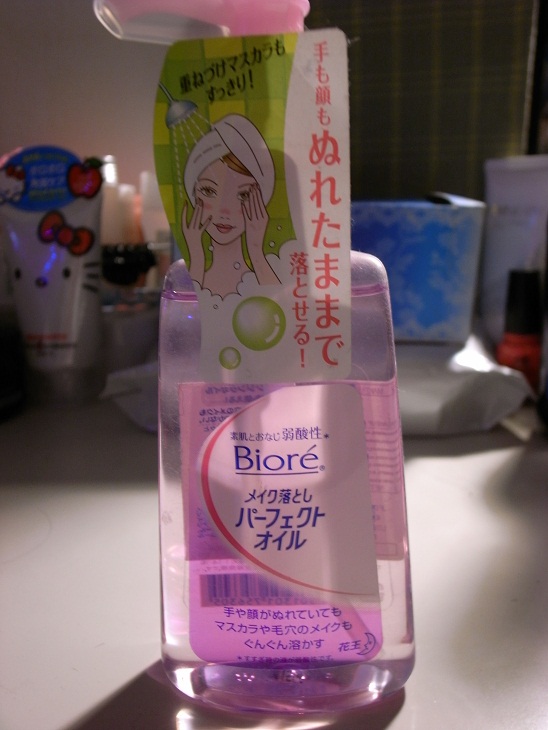 重ねづけマスカラも
すっきり!
手も顔も
ぬれたままで
落とせる!
素肌とおなじ弱酸性*
Bioré®
メイク落とし
パーフェクト
オイル
手や顔がぬれていても
マスカラや毛穴のメイクも
ぐんぐん溶かす
花王